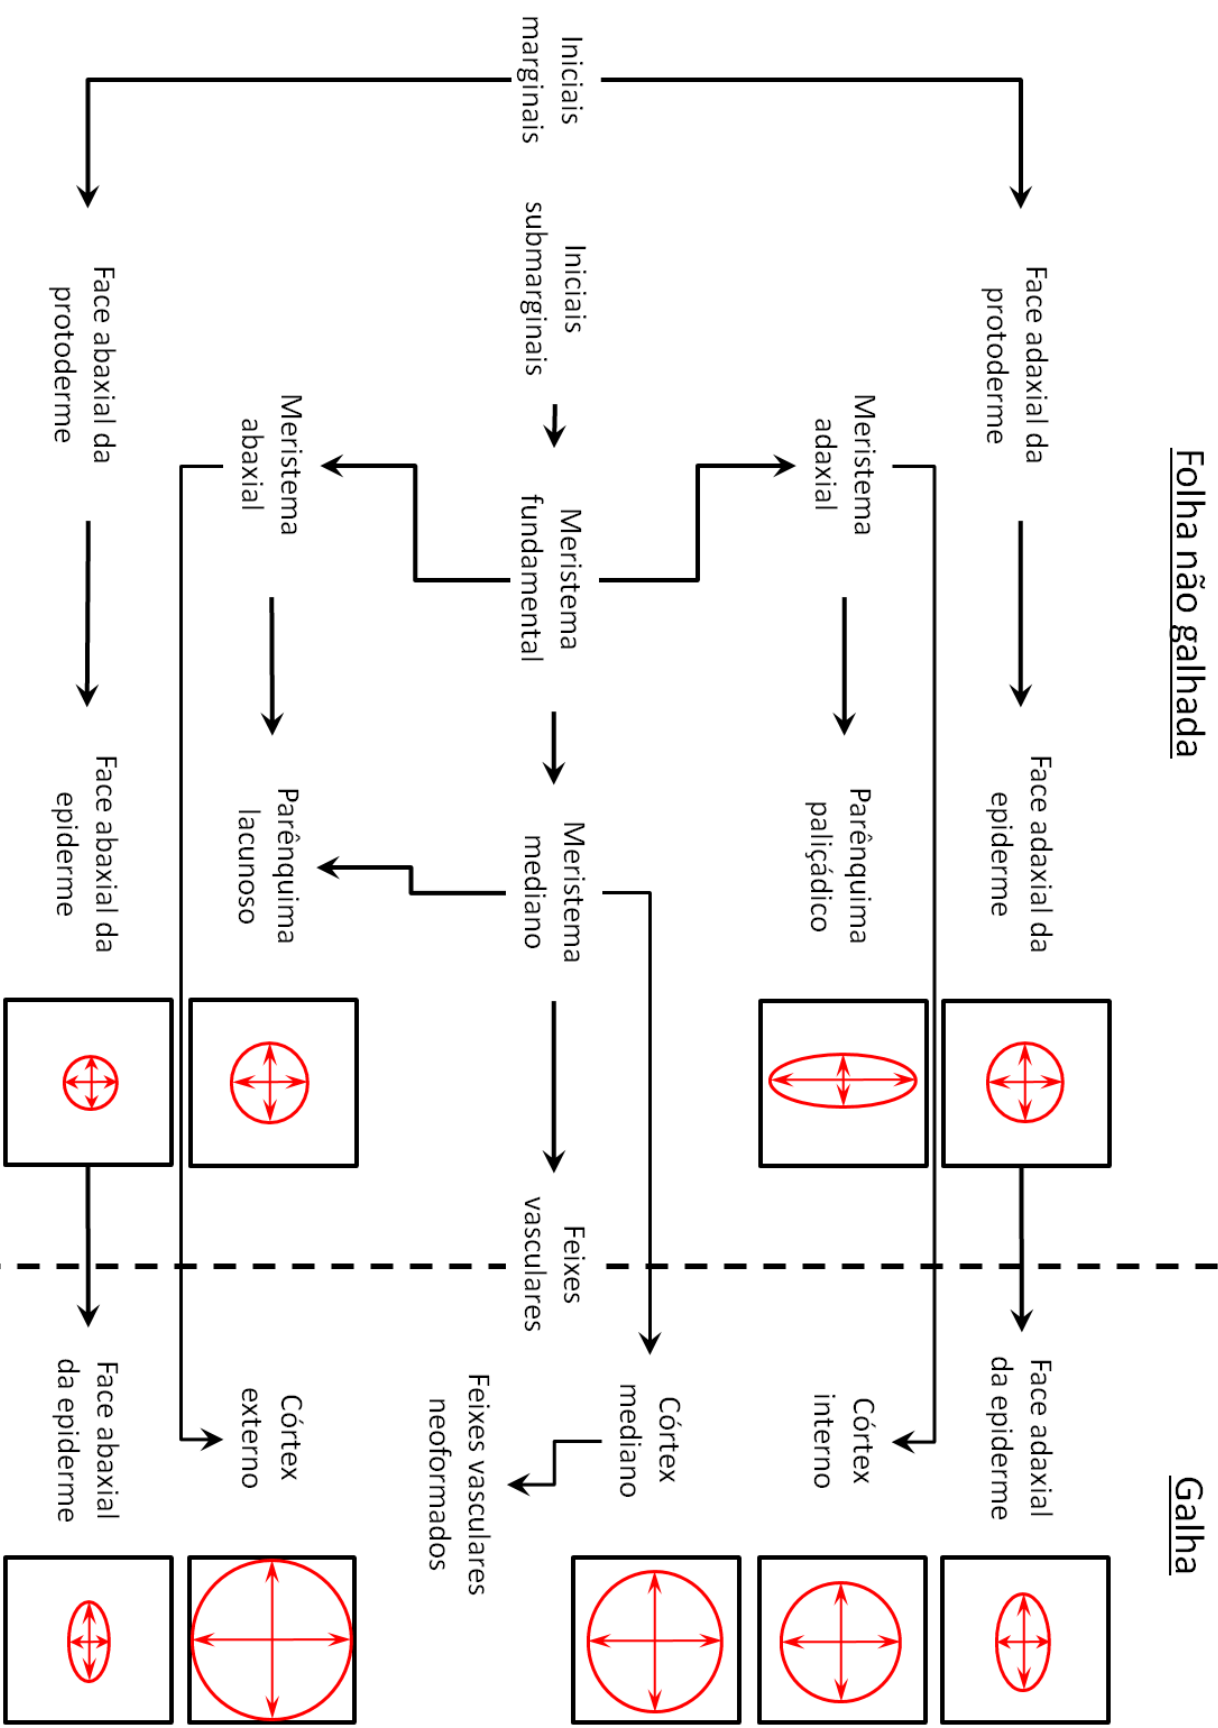 Folha não galhada
Galha
Iniciais
marginais
Iniciais
submarginais
Face adaxial da
protoderme
Face adaxial da
epiderme
Face adaxial
da epiderme
Meristema
adaxial
Parênquima
paliçádico
Córtex
interno
Meristema
fundamental
Meristema
mediano
Feixes
vasculares
Córtex
mediano
Feixes vasculares
neoformados
Meristema
abaxial
Parênquima
lacunoso
Córtex
externo
Face abaxial da
protoderme
Face abaxial da
epiderme
Face abaxial
da epiderme